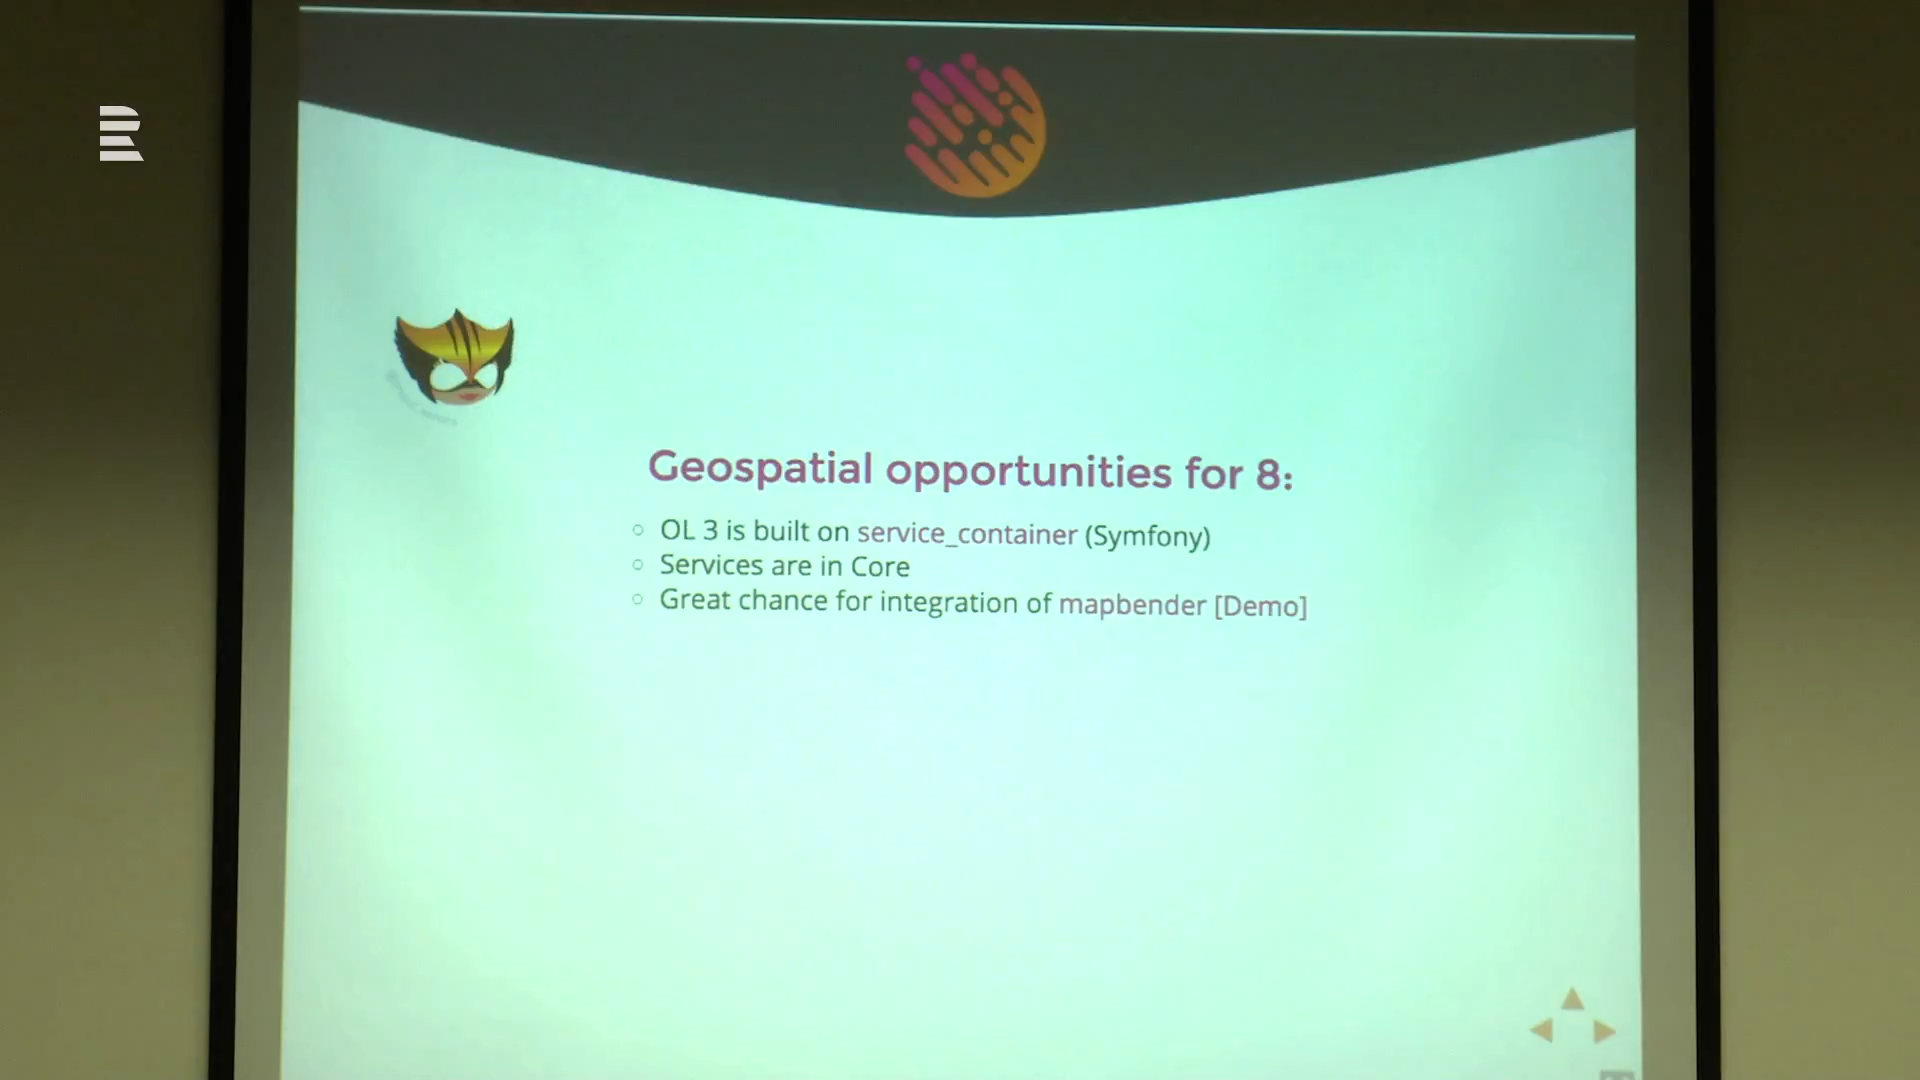 Geospatial opportunities for 8:
OL 3 is built on service_container (Symfony)
Services are in Core
Great chance for integration of mapbender [Demo]